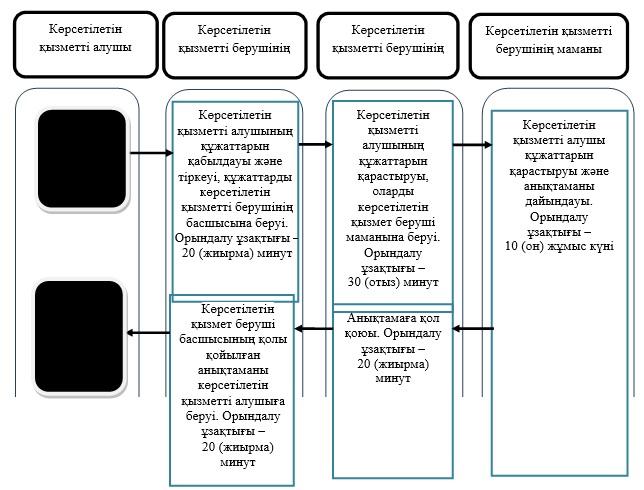 Көрсетілетін
қызметті алушы
Көрсетілетін
қызметті берушінің
Көрсетілетін
қызметті берушінің
Көрсетілетін қызметті
берушінің маманы
Көрсетілетін
қызметті алушының
құжаттарын
қабылдауы және
тіркеуі, құжаттарды
көрсетілетін
қызметті берушінің
басшысына беруі.
Орындалу ұзақтығы –
20 (жиырма) минут
Көрсетілетін
қызметті
алушының
құжаттарын
қарастыруы,
оларды
көрсетілетін
қызмет беруші
маманына беруі.
Орындалу
ұзақтығы –
30 (отыз) минут
Көрсетілетін
қызметті алушы
құжаттарын
қарастыруы және
анықтаманы
дайындауы.
Орындалу
ұзақтығы –
10 (он) жұмыс күні
Көрсетілетін
қызмет беруші
басшысының қолы
қойылған
анықтаманы
көрсетілетін
қызметті алушыға
беруі. Орындалу
ұзақтығы –
20 (жиырма)
минут
Анықтамаға қол
қоюы. Орындалу
ұзақтығы –
20 (жиырма)
минут